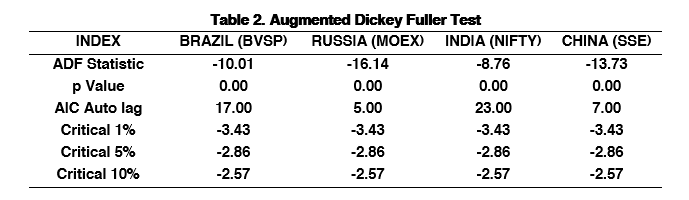 Table 2. Augmented Dickey Fuller Test
INDEX BRAZIL (BVSP) RUSSIA (MOEX) INDIA (NIFTY) CHINA (SSE)
ADF Statistic -10.01 -16.14 -8.76 -13.73
p Value 0.00 0.00 0.00 0.00
AIC Auto lag 17.00 5.00 23.00 7.00
Critical 1% -3.43 -3.43 -3.43 -3.43
Critical 5% -2.86 -2.86 -2.86 -2.86
Critical 10% -2.57 -2.57 -2.57 -2.57